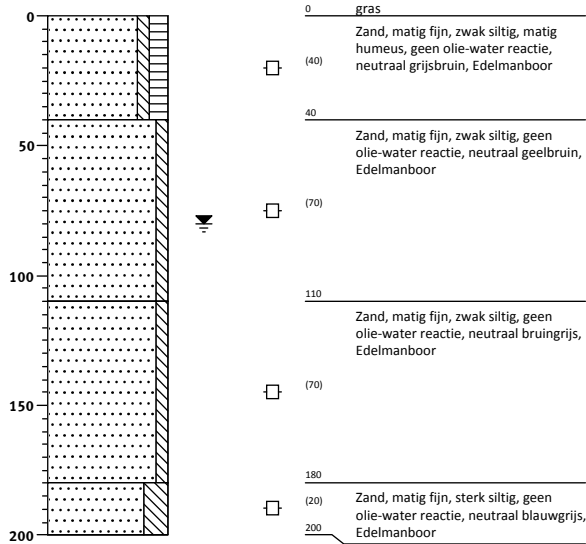 0
0 gras
Zand, matig fijn, zwak siltig, matig
(40) humeus, geen olie-water reactie,
neutraal grijsbruin, Edelmanboor
40
50
Zand, matig fijn, zwak siltig, geen
olie-water reactie, neutraal geelbruin,
Edelmanboor
(70)
100
110
Zand, matig fijn, zwak siltig, geen
olie-water reactie, neutraal bruingrijs,
Edelmanboor
(70)
150
180
(20) Zand, matig fijn, sterk siltig, geen
olie-water reactie, neutraal blauwgrijs,
200 200 Edelmanboor